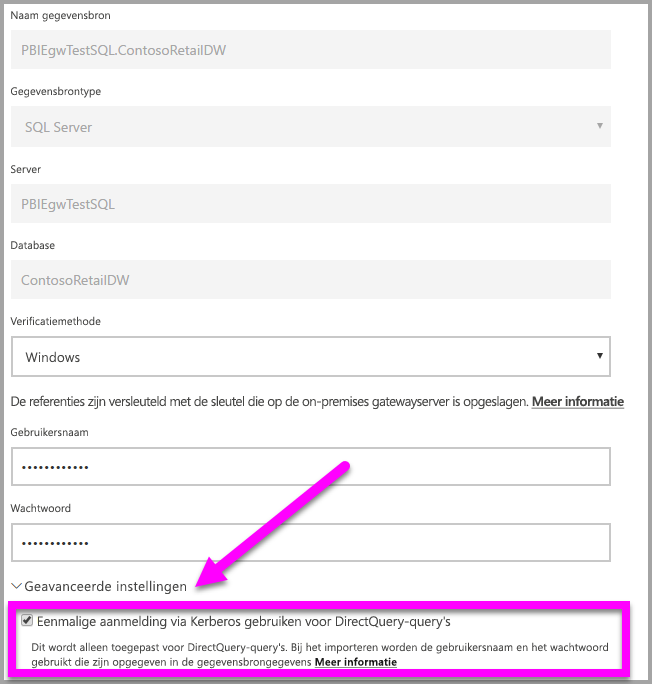 Naam gegevensbron
PBIEgwTestSQL.ContosoRetailDW
Gegevensbrontype
SQL Server
Server
PBIEgwTestSQL
Database
ContosoRetailDW
Verificatiemethode
Windows
De referenties zijn versleuteld met de sleutel die op de on-premises gatewayserver is opgeslagen. Meer informatie
Gebruikersnaam
••••••••••••
Wachtwoord
••••••••••••
Geavanceerde instellingen
Eenmalige aanmelding via Kerberos gebruiken voor DirectQuery-query's
Dit wordt alleen toegepast voor DirectQuery-query's. Bij het importeren worden de gebruikersnaam en het wachtwoord
gebruikt die zijn opgegeven in de gegevensbrongegevens Meer informatie